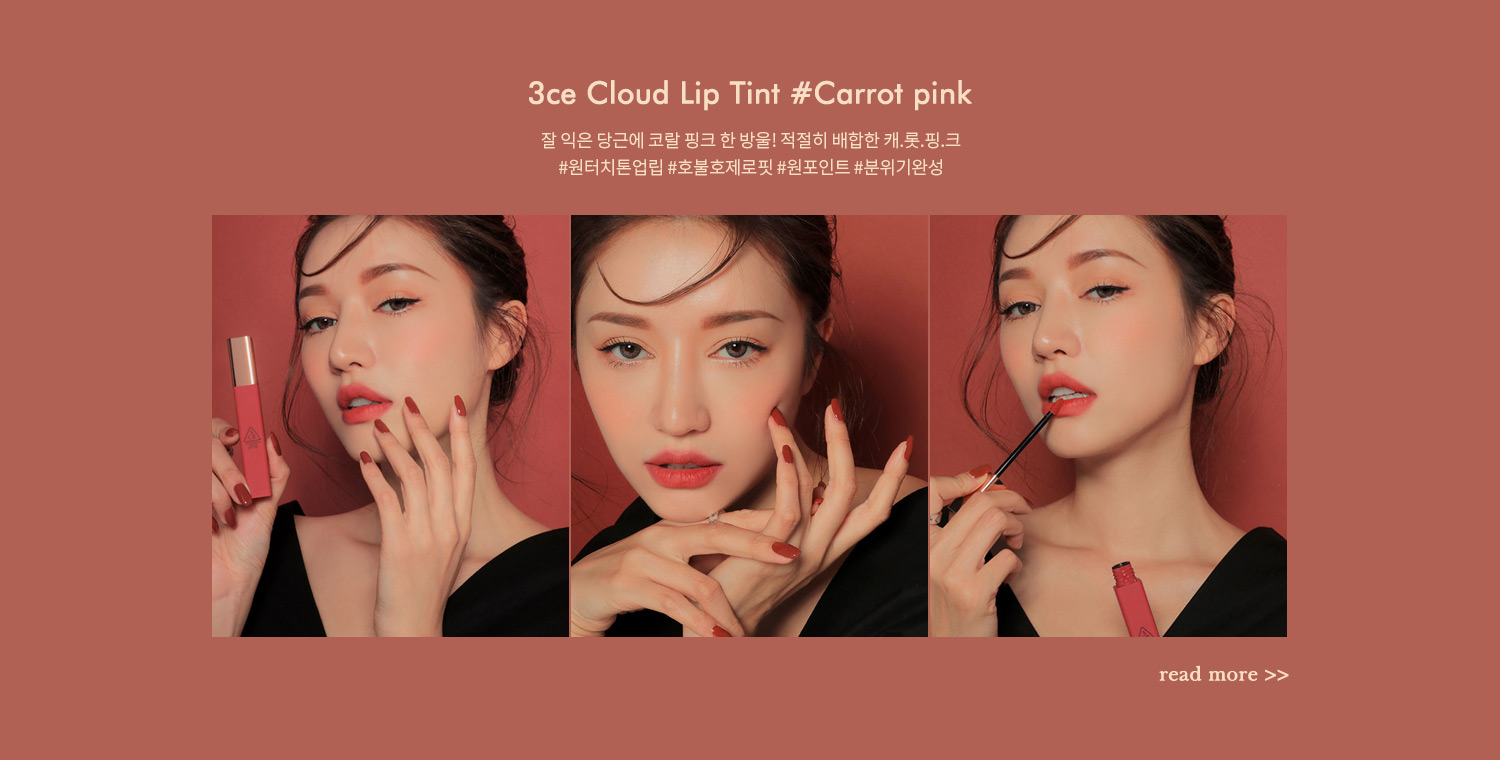 3ce Cloud Lip Tint #Carrot pink
잘 익은 당근에 코랄 핑크 한 방울! 적절히 배합한 캐.롯.핑.크
#원터치톤업립 #호불호제로핏 #원포인트 #분위기완성
read more >>